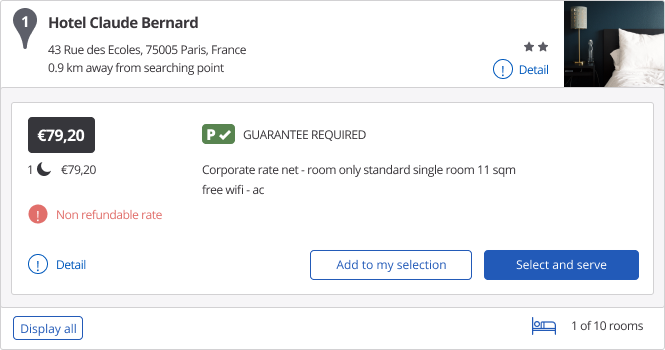 1
Hotel Claude Bernard
43 Rue des Ecoles, 75005 Paris, France
0.9 km away from searching point
! Detail
€79,20
P GUARANTEE REQUIRED
1 €79,20
Corporate rate net - room only standard single room 11 sqm
free wifi - ac
! Non refundable rate
! Detail
Add to my selection
Select and serve
Display all
1 of 10 rooms